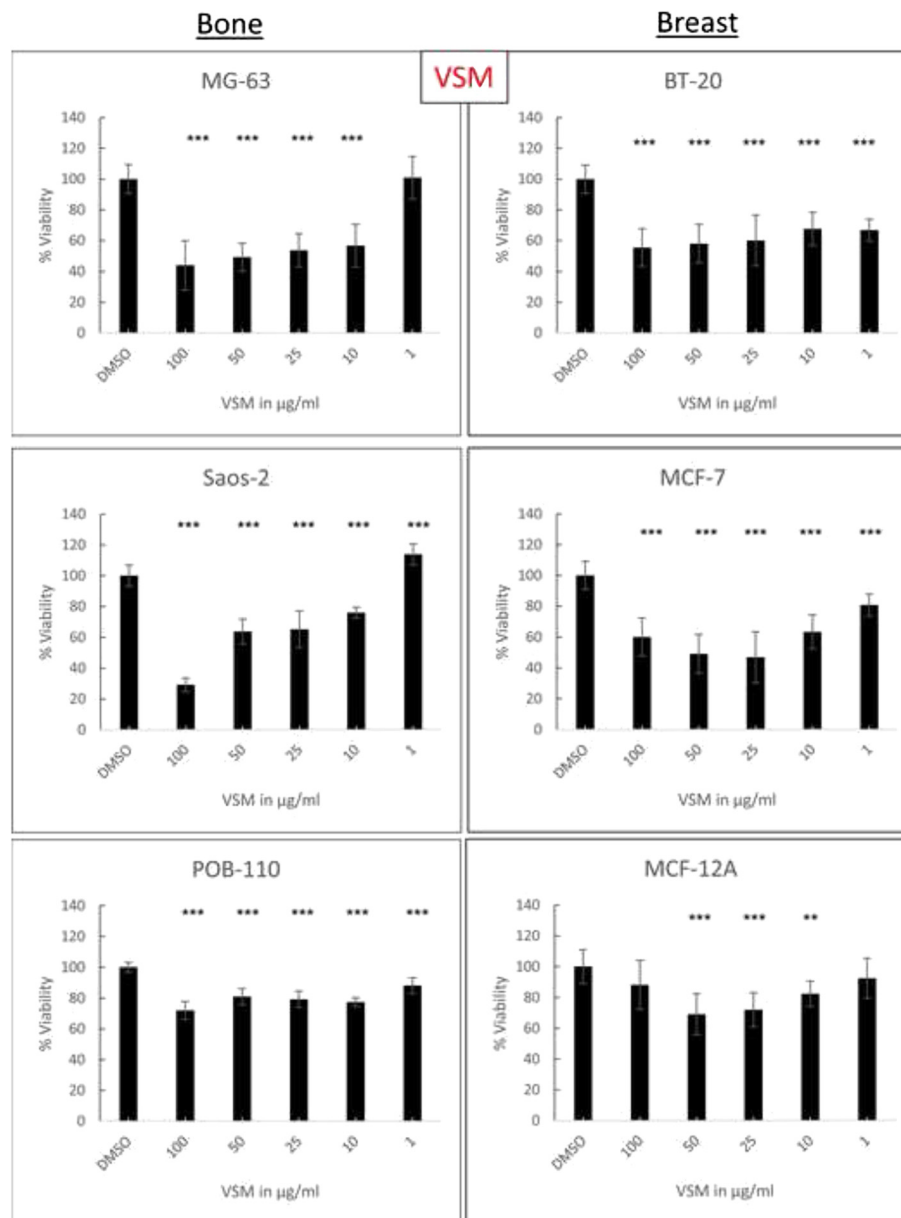 Bone
Breast
VSM
MG-63
*** *** *** ***
140
120
100
80
60
40
20
0
% Viability
DMSO 100 50 25 10 1
VSM in µg/ml
BT-20
*** *** *** *** ***
140
120
100
80
60
40
20
0
% Viability
DMSO 100 50 25 10 1
VSM in µg/ml
Saos-2
*** *** *** *** ***
140
120
100
80
60
40
20
0
% Viability
DMSO 100 50 25 10 1
VSM in µg/ml
MCF-7
*** *** *** *** ***
140
120
100
80
60
40
20
0
% Viability
DMSO 100 50 25 10 1
VSM in µg/ml
POB-110
*** *** *** *** ***
140
120
100
80
60
40
20
0
% Viability
DMSO 100 50 25 10 1
VSM in µg/ml
MCF-12A
*** *** **
140
120
100
80
60
40
20
0
% Viability
DMSO 100 50 25 10 1
VSM in µg/ml